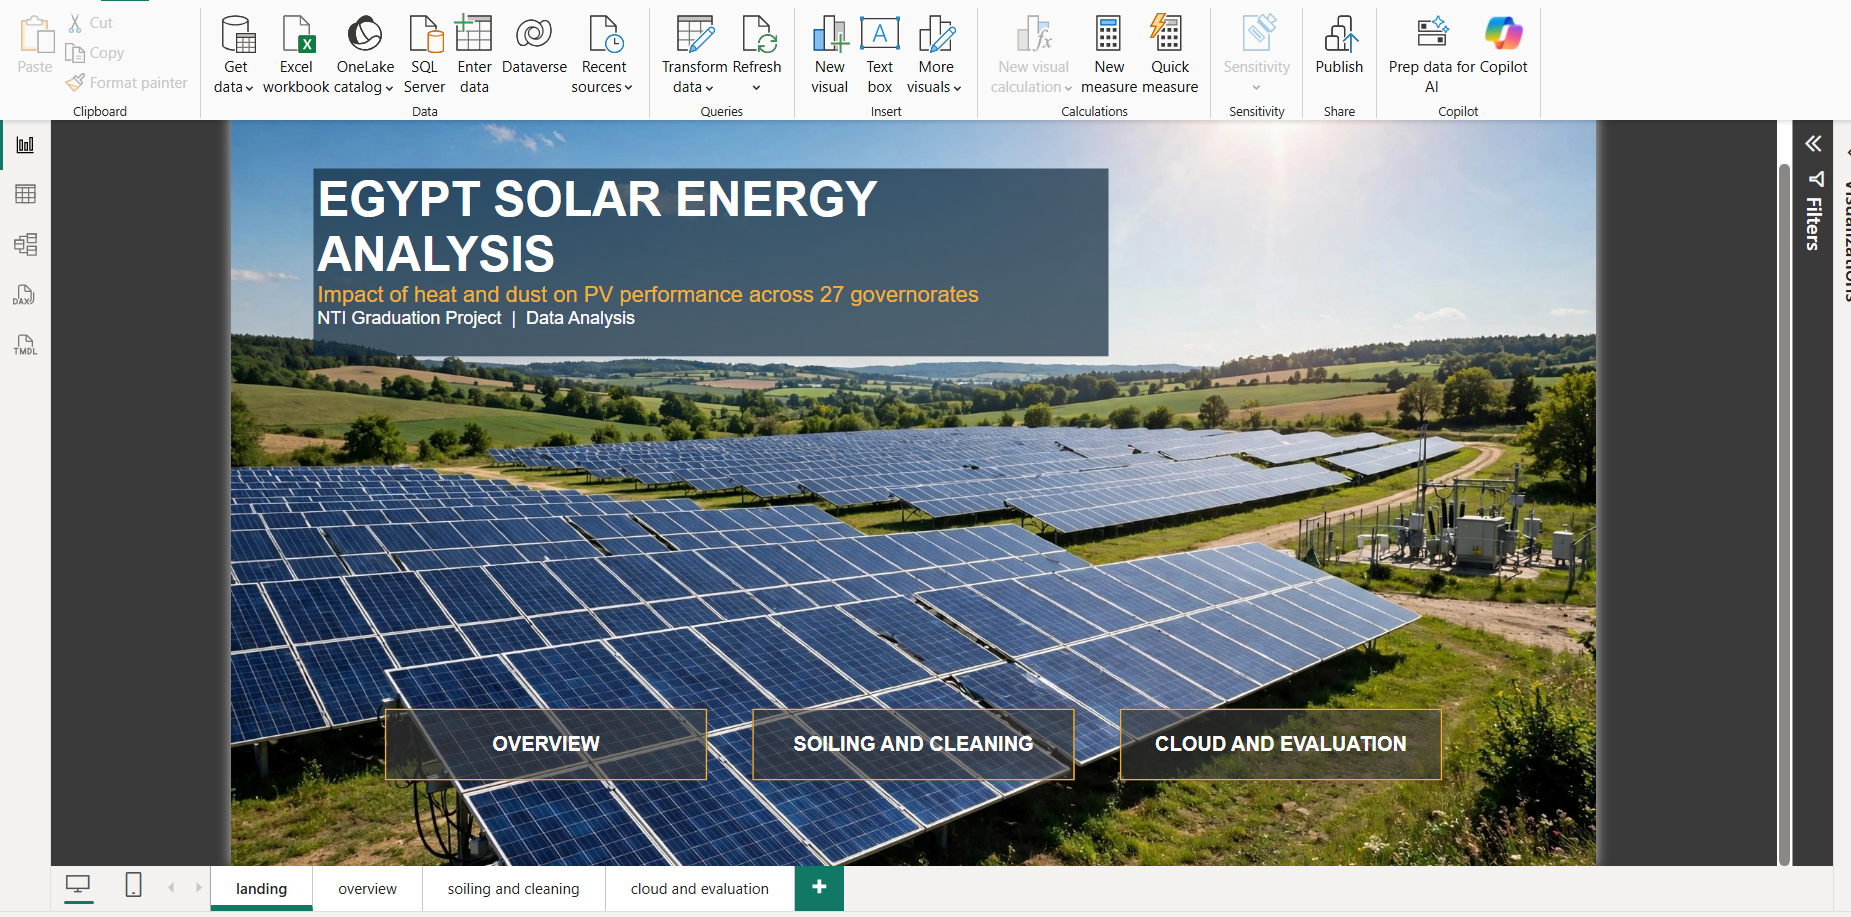 Paste
Cut
Copy
Format painter
Clipboard
Get data
Excel workbook
OneLake catalog
SQL Server
Enter data
Dataverse
Recent sources
Data
Transform data
Refresh
Queries
New visual
Text box
More visuals
Insert
New visual calculation
New measure
Quick measure
Calculations
Sensitivity
Sensitivity
Publish
Share
Prep data for AI
Copilot
Copilot
DAX
TMDL
EGYPT SOLAR ENERGY
ANALYSIS
Impact of heat and dust on PV performance across 27 governorates
NTI Graduation Project | Data Analysis
OVERVIEW
SOILING AND CLEANING
CLOUD AND EVALUATION
Filters
Visualizations
landing
overview
soiling and cleaning
cloud and evaluation